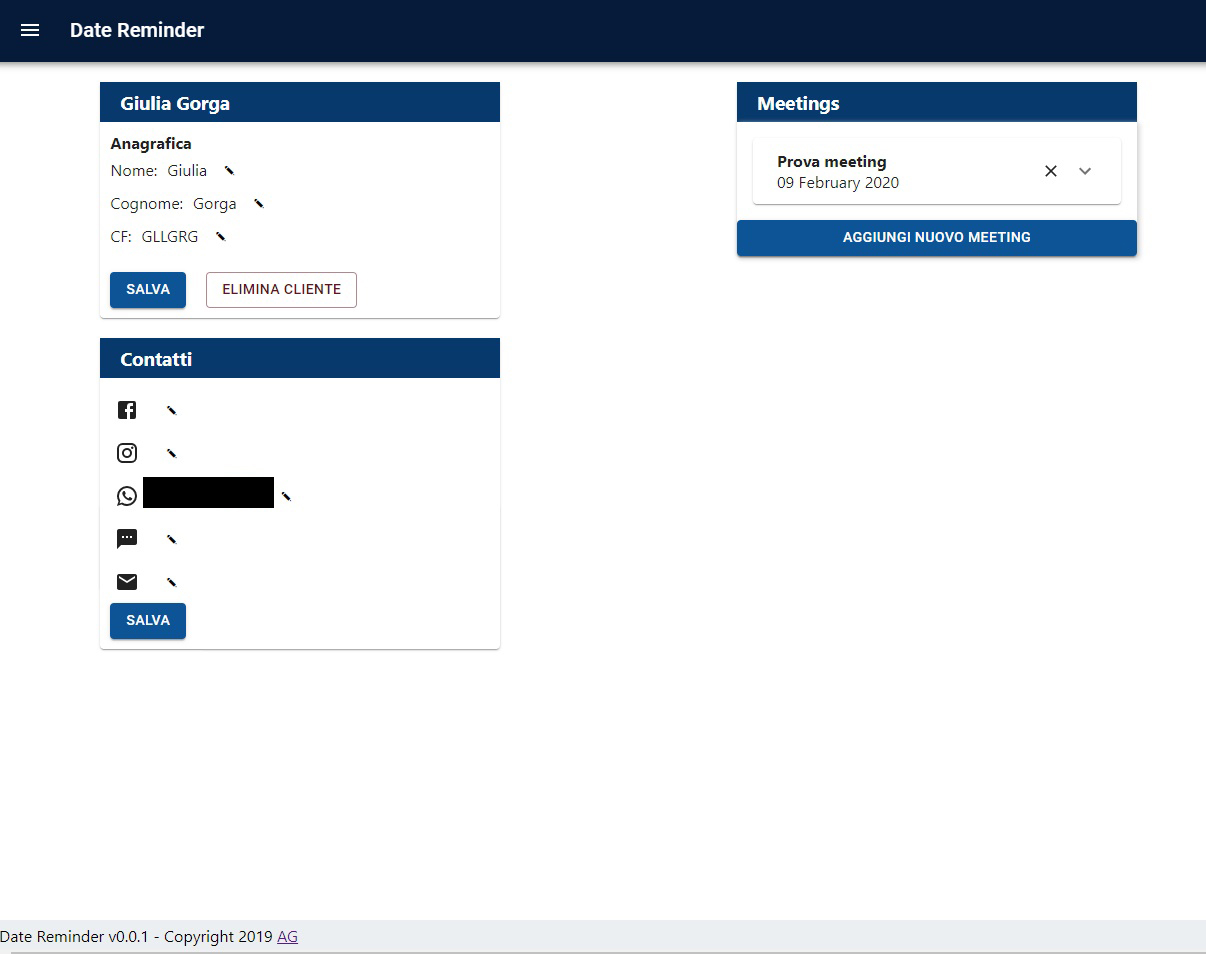 Date Reminder
Giulia Gorga
Anagrafica
Nome: Giulia
Cognome: Gorga
CF: GLLGRG
SALVA
ELIMINA CLIENTE
Contatti
SALVA
Meetings
Prova meeting
09 February 2020
AGGIUNGI NUOVO MEETING
Date Reminder v0.0.1 - Copyright 2019 AG